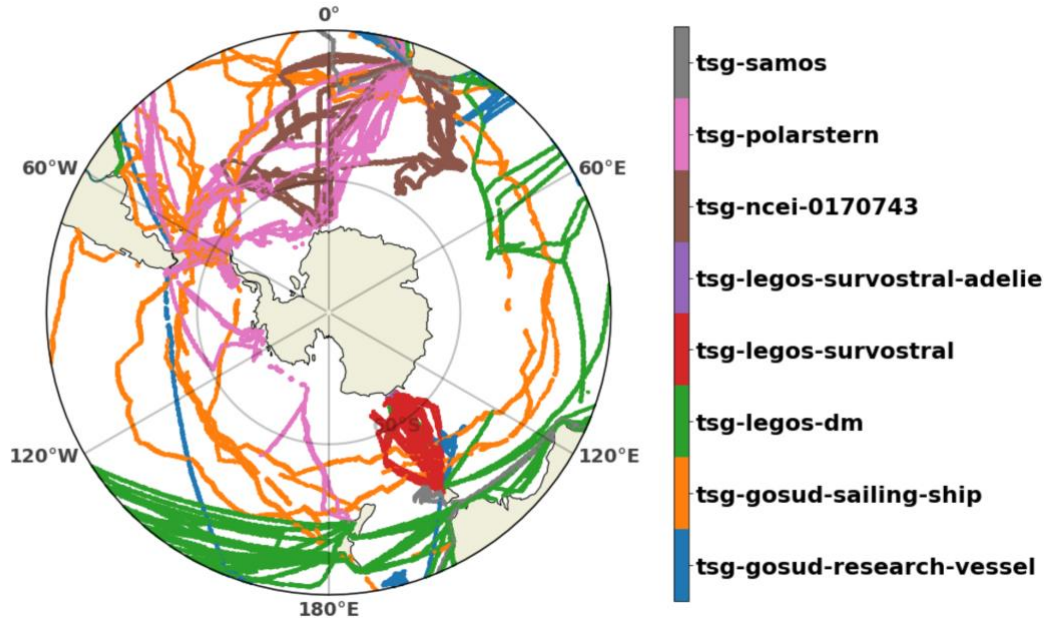 0°
60°W
60°E
120°W
120°E
180°E
tsg-samos
tsg-polarstern
tsg-ncei-0170743
tsg-legos-survostral-adelie
tsg-legos-survostral
tsg-legos-dm
tsg-gosud-sailing-ship
tsg-gosud-research-vessel